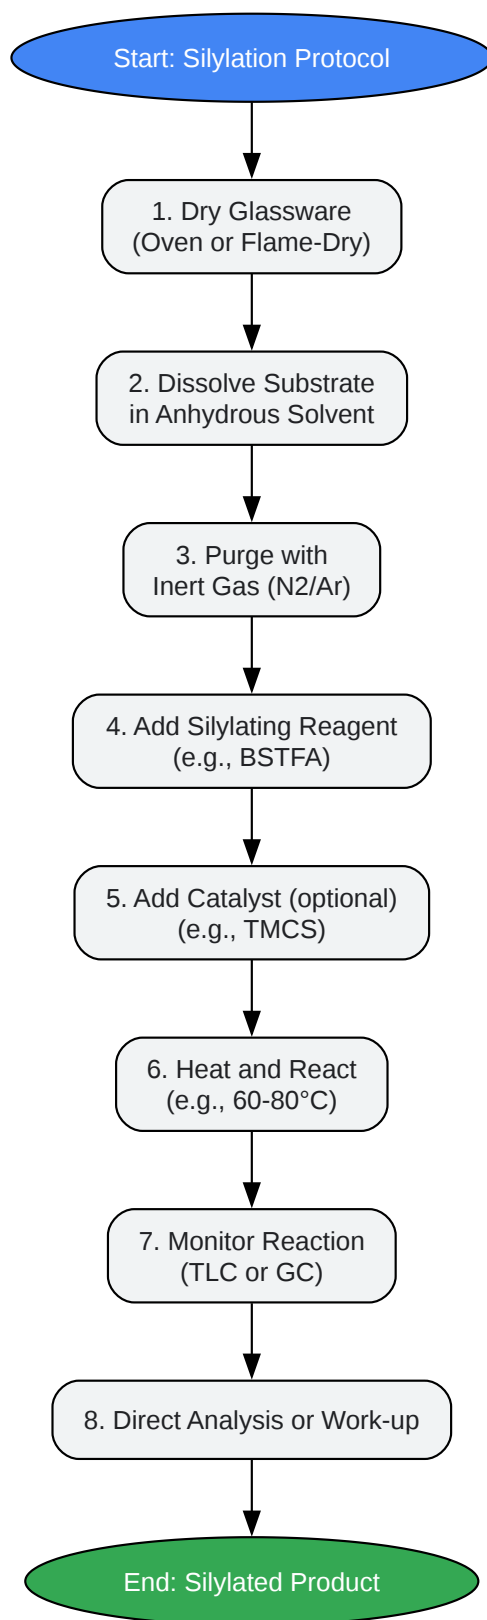 Start: Silylation Protocol
1. Dry Glassware
(Oven or Flame-Dry)
2. Dissolve Substrate
in Anhydrous Solvent
3. Purge with
Inert Gas (N2/Ar)
4. Add Silylating Reagent
(e.g., BSTFA)
5. Add Catalyst (optional)
(e.g., TMCS)
6. Heat and React
(e.g., 60-80°C)
7. Monitor Reaction
(TLC or GC)
8. Direct Analysis or Work-up
End: Silylated Product